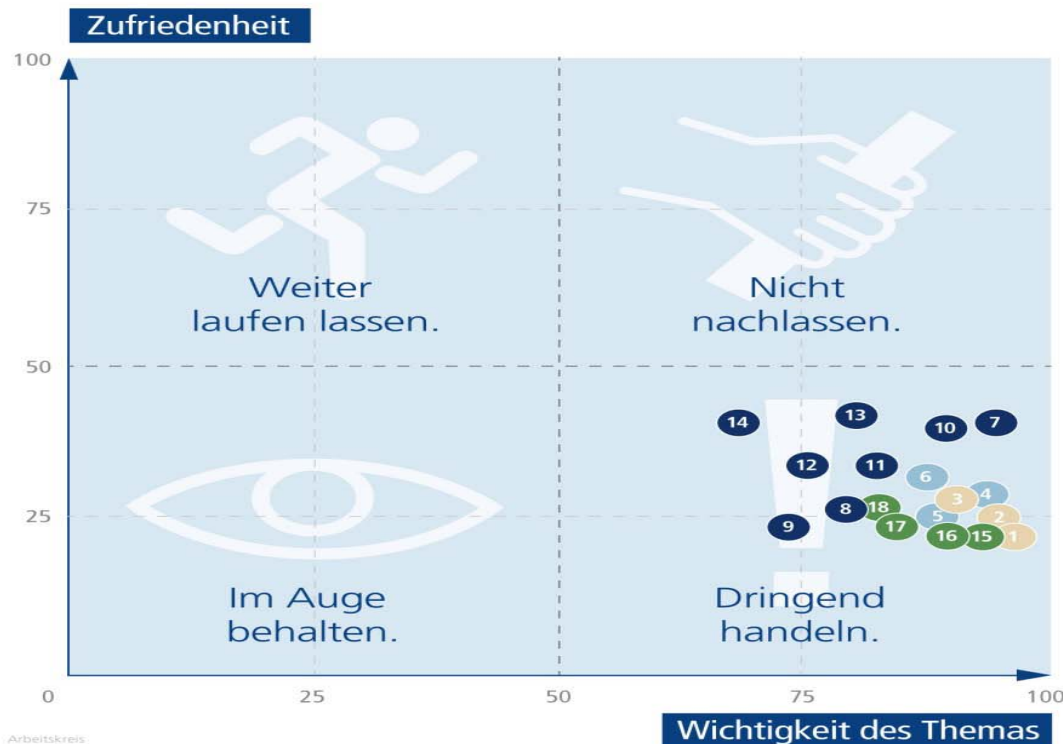 Zufriedenheit
100
75
Weiter
laufen lassen.
Nicht
nachlassen.
50
14
13
10
7
12
11
6
4
3
25
9
8
18
17
5
2
16
15
1
Im Auge
behalten.
Dringend
handeln.
0
25
50
75
100
Wichtigkeit des Themas
Arbeitskreis